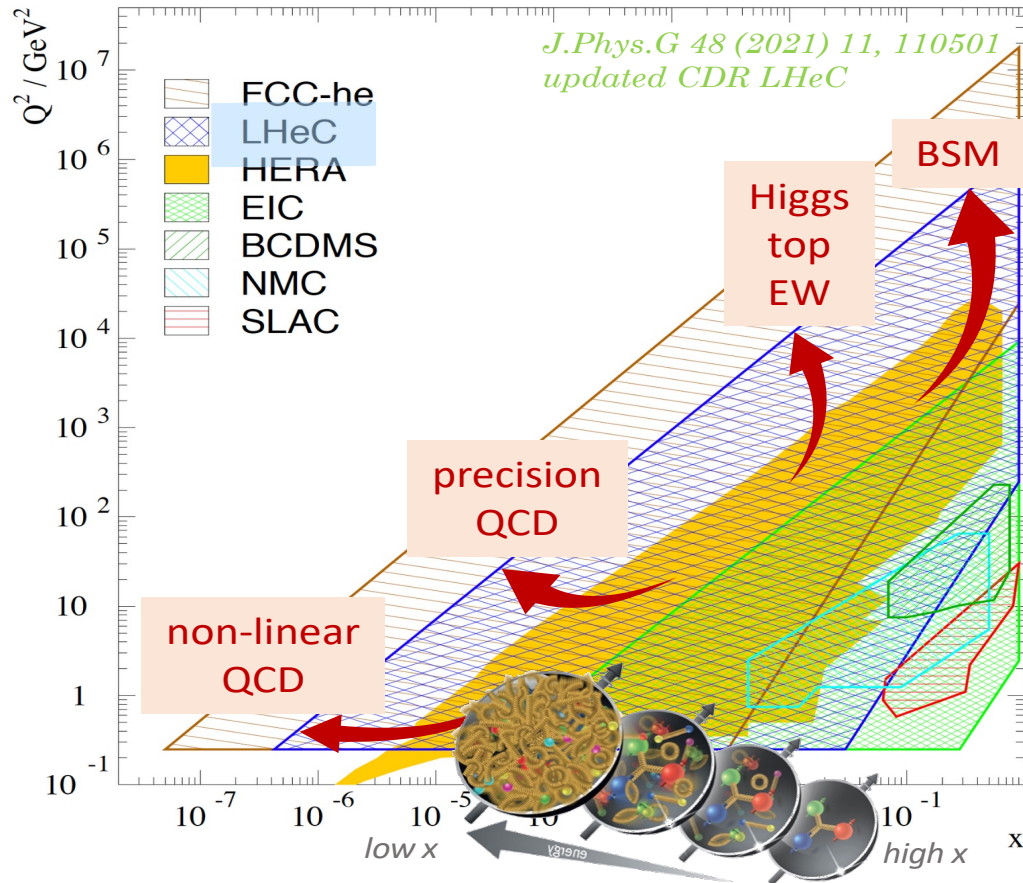 J.Phys.G 48 (2021) 11, 110501
updated CDR LHeC
Q² / GeV²
10⁷
10⁶
10⁵
10⁴
10³
10²
10
1
10⁻¹
FCC-he
LHeC
HERA
EIC
BCDMS
NMC
SLAC
BSM
Higgs
top
EW
precision
QCD
non-linear
QCD
10⁻⁷
10⁻⁶
10⁻⁵
10⁻¹
x
low x
energy
high x